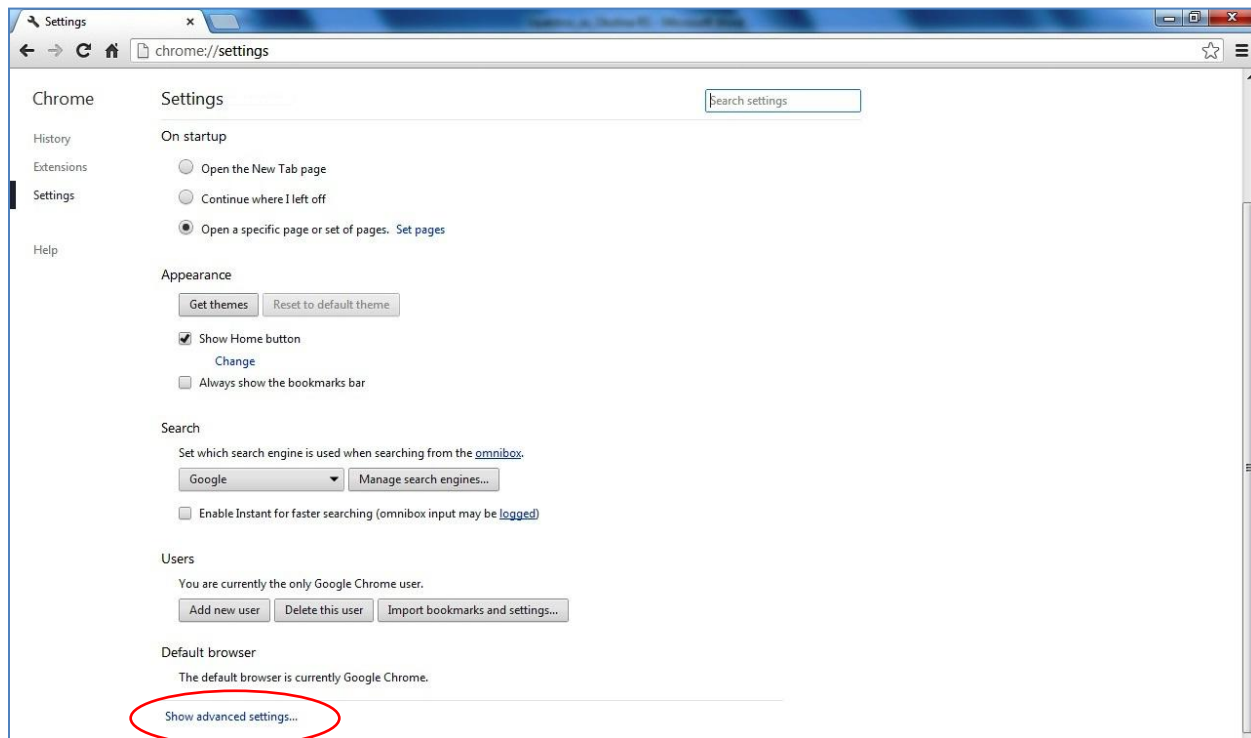 Settings
chrome://settings
Chrome
Settings
Search settings
History
Extensions
Settings
Help
On startup
Open the New Tab page
Continue where I left off
Open a specific page or set of pages. Set pages
Appearance
Get themes Reset to default theme
Show Home button
Change
Always show the bookmarks bar
Search
Set which search engine is used when searching from the omnibox.
Google Manage search engines...
Enable Instant for faster searching (omnibox input may be logged)
Users
You are currently the only Google Chrome user.
Add new user Delete this user Import bookmarks and settings...
Default browser
The default browser is currently Google Chrome.
Show advanced settings...